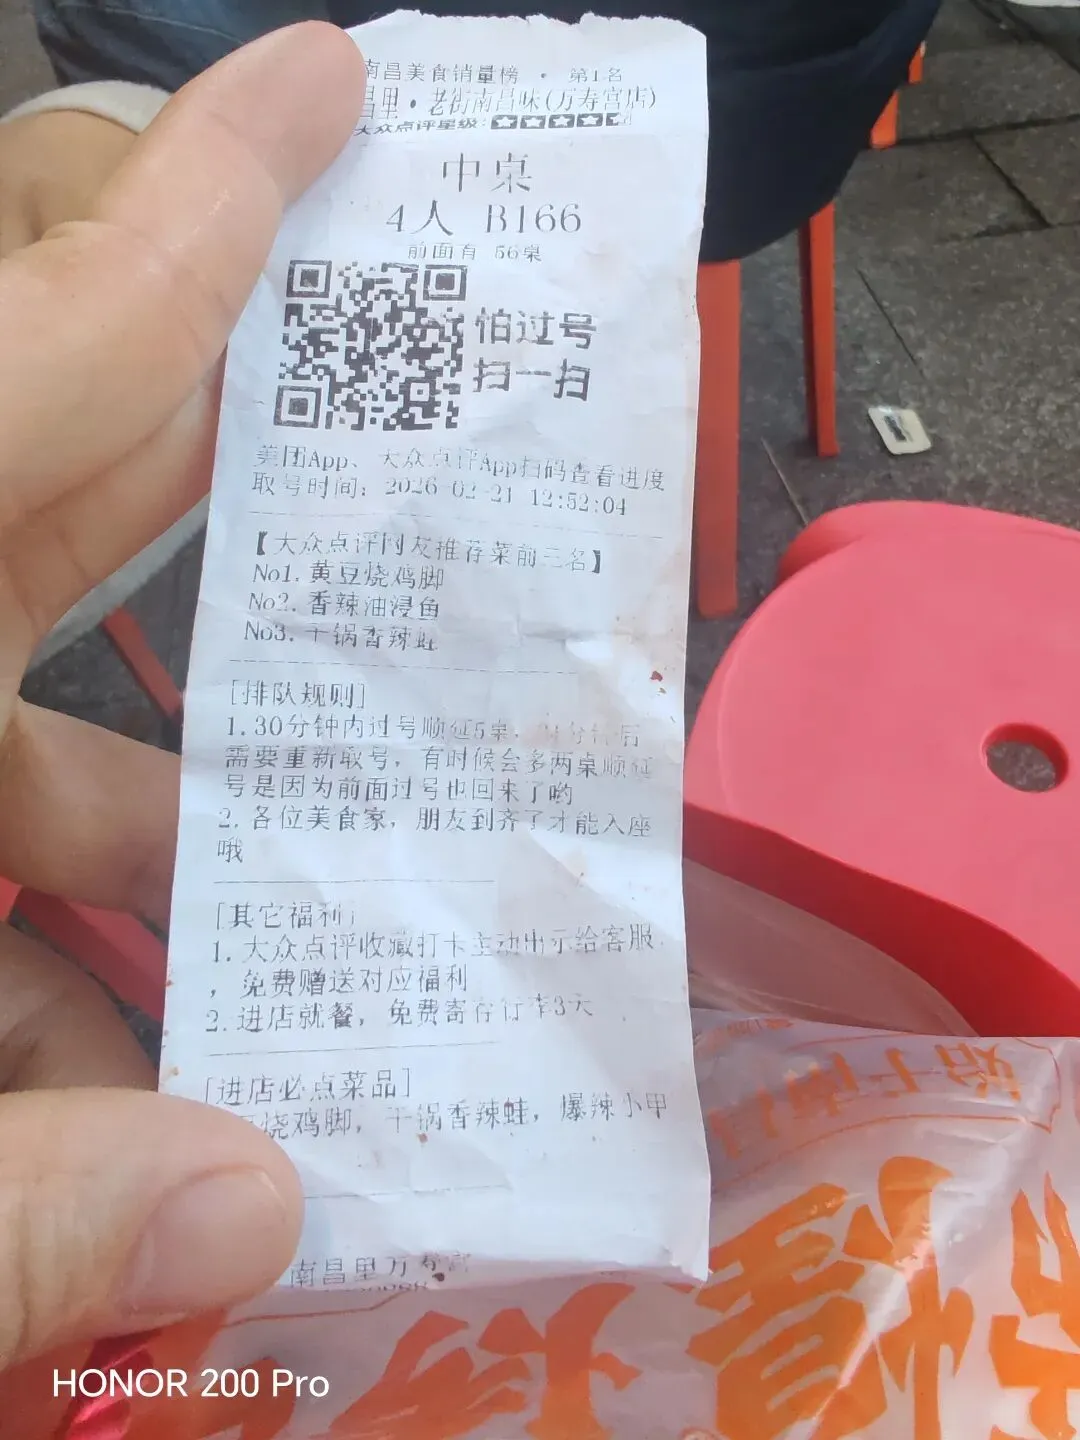 南昌美食销量榜 · 第1名
昌里·老街南昌味(万寿宫店)
大众点评星级:
中桌
4人 B166
前面有 56桌
怕过号
扫一扫
美团App、大众点评App扫码查看进度
取号时间: 2026-02-21 12:52:04
【大众点评网友推荐菜前三名】
No1. 黄豆烧鸡脚
No2. 香辣油浸鱼
No3. 干锅香辣蛙
[排队规则]
1.30分钟内过号顺延5桌, 分钟后
需要重新取号, 有时候会多两桌顺延
号是因为前面过号也回来了哟
2. 各位美食家, 朋友到齐了才能入座
哦
[其它福利]
1. 大众点评收藏打卡主动出示给客服
, 免费赠送对应福利
2. 进店就餐, 免费寄存行李3天
[进店必点菜品]
烧鸡脚, 干锅香辣蛙, 爆辣小甲
南昌里万寿宫
HONOR 200 Pro